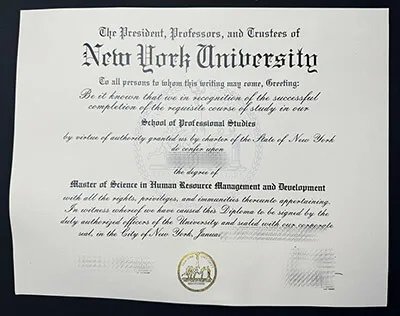 The President, Professors, and Trustees of
New York University
To all persons to whom this writing may come, Greeting:
Be it known that we in recognition of the successful
completion of the requisite course of study in our
School of Professional Studies
by virtue of authority granted us by charter of the State of New York
do confer upon
the degree of
Master of Science in Human Resource Management and Development
with all the rights, privileges, and immunities thereunto appertaining.
In witness whereof we have caused this Diploma to be signed by the
duly authorized officers of the University and sealed with our corporate
seal, in the City of New York,